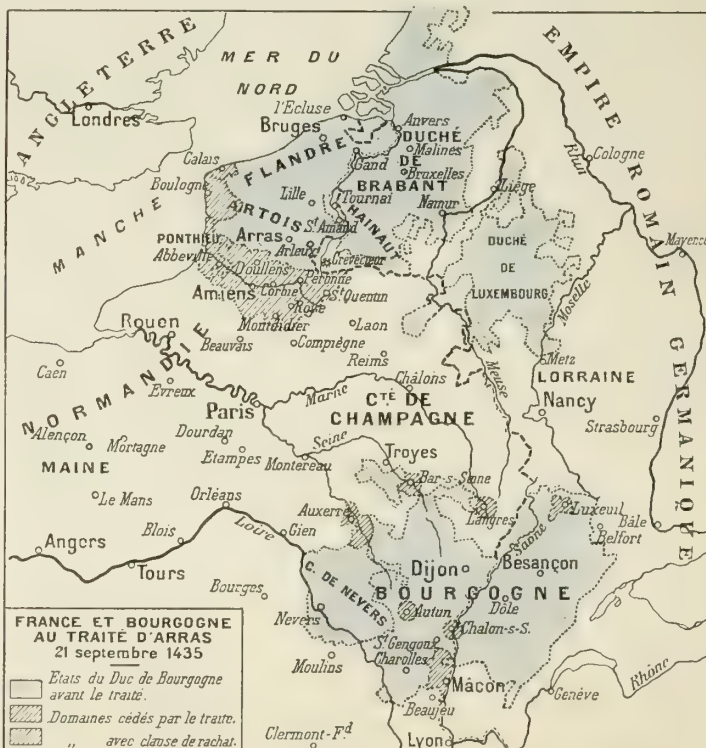 ANGLETERRE
Londres
MER DU
NORD
EMPIRE ROMAIN GERMANIQUE
l'Ecluse
Bruges
Anvers
DUCHÉ
DE
BRABANT
Malines
Bruxelles
Rhin
Cologne
Calais
Boulogne
FLANDRE
Gand
Lille
Tournai
HAINAUT
Namur
Liége
MANCHE
ARTOIS
St Amand
Mayence
PONTHIEU
Arras
Arleux
Crèvecœur
DUCHÉ
DE
LUXEMBOURG
Abbeville
Doullens
Péronne
Amiens
Corbie
St Quentin
Roye
Moselle
Rouen
Montdidier
Laon
Beauvais
Compiègne
NORMANDIE
Reims
Metz
Caen
Evreux
Châlons
Meuse
LORRAINE
Paris
Marne
CTÉ DE
CHAMPAGNE
Nancy
Alençon
Mortagne
Dourdan
Seine
Strasbourg
MAINE
Etampes
Montereau
Troyes
Le Mans
Orléans
Bar-s-Seine
Auxerre
Langres
Luxeuil
Bâle
Belfort
Blois
Loire
Gien
Saône
Angers
Tours
Dijon
Besançon
Bourges
C. DE NEVERS
BOURGOGNE
Nevers
Autun
Dôle
Chalon-s-S.
St Gengoux
Moulins
Charolles
Mâcon
Rhône
Beaujeu
Genève
Clermont-Fd
Lyon
FRANCE ET BOURGOGNE
AU TRAITÉ D'ARRAS
21 septembre 1435
Etats du Duc de Bourgogne
avant le traité.
Domaines cédés par le traité.
„ avec clause de rachat.